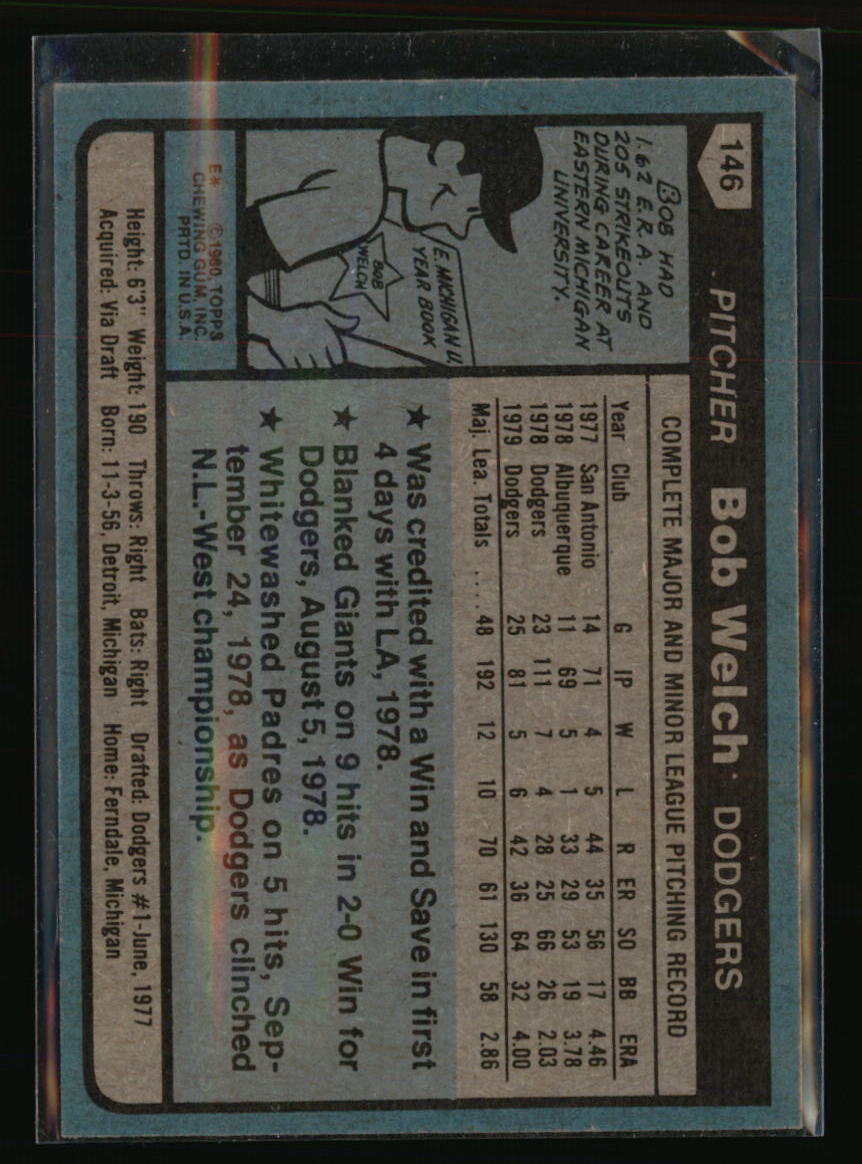 146
PITCHER Bob Welch DODGERS
BOB HAD
1.62 E.R.A. AND
205 STRIKEOUTS
DURING CAREER AT
EASTERN MICHIGAN
UNIVERSITY.
E. MICHIGAN U.
YEAR BOOK
BOB
WELCH
E* ©1980, TOPPS
CHEWING GUM, INC.
PRTD. IN U.S.A.
COMPLETE MAJOR AND MINOR LEAGUE PITCHING RECORD
Year Club G IP W L R ER SO BB ERA
1977 San Antonio 14 71 4 5 44 35 56 17 4.46
1978 Albuquerque 11 69 5 1 33 29 53 19 3.78
1978 Dodgers 23 111 7 4 28 25 66 26 2.03
1979 Dodgers 25 81 5 6 42 36 64 32 4.00
Maj. Lea. Totals ....48 192 12 10 70 61 130 58 2.86
★ Was credited with a Win and Save in first
4 days with LA, 1978.
★ Blanked Giants on 9 hits in 2-0 Win for
Dodgers, August 5, 1978.
★ Whitewashed Padres on 5 hits, Sep-
tember 24, 1978, as Dodgers clinched
N.L.-West championship.
Height: 6'3" Weight: 190 Throws: Right Bats: Right Drafted: Dodgers #1-June, 1977
Acquired: Via Draft Born: 11-3-56, Detroit, Michigan Home: Ferndale, Michigan